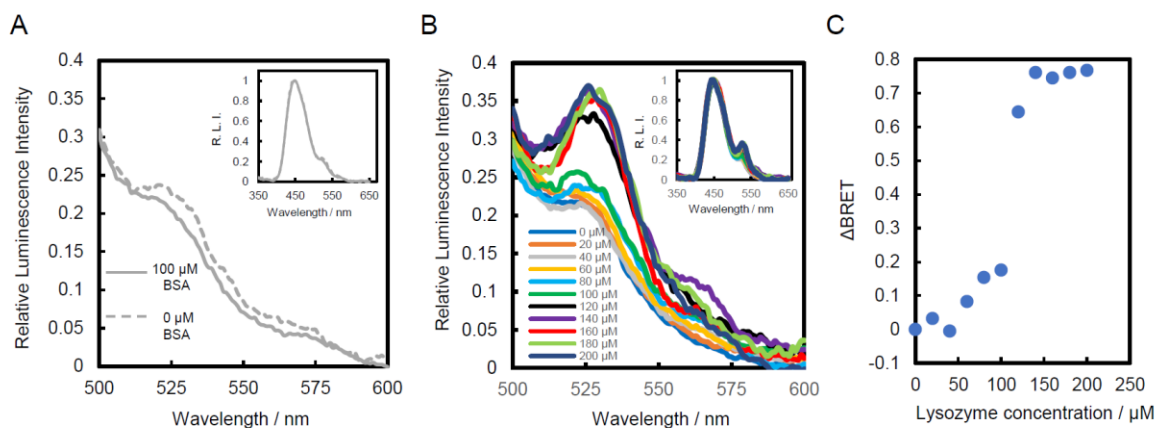 A
Relative Luminescence Intensity
0.4
0.35
0.3
0.25
0.2
0.15
0.1
0.05
0
500
525
550
575
600
Wavelength / nm
100 μM
BSA
0 μM
BSA
R. L. I.
1
0.8
0.6
0.4
0.2
0
350
450
550
650
Wavelength / nm
B
Relative Luminescence Intensity
0.4
0.35
0.3
0.25
0.2
0.15
0.1
0.05
0
500
525
550
575
600
Wavelength / nm
0 μM
20 μM
40 μM
60 μM
80 μM
100 μM
120 μM
140 μM
160 μM
180 μM
200 μM
R. L. I.
1
0.8
0.6
0.4
0.2
0
350
450
550
650
Wavelength / nm
C
ΔBRET
0.8
0.7
0.6
0.5
0.4
0.3
0.2
0.1
0
-0.1
0
50
100
150
200
250
Lysozyme concentration / μM